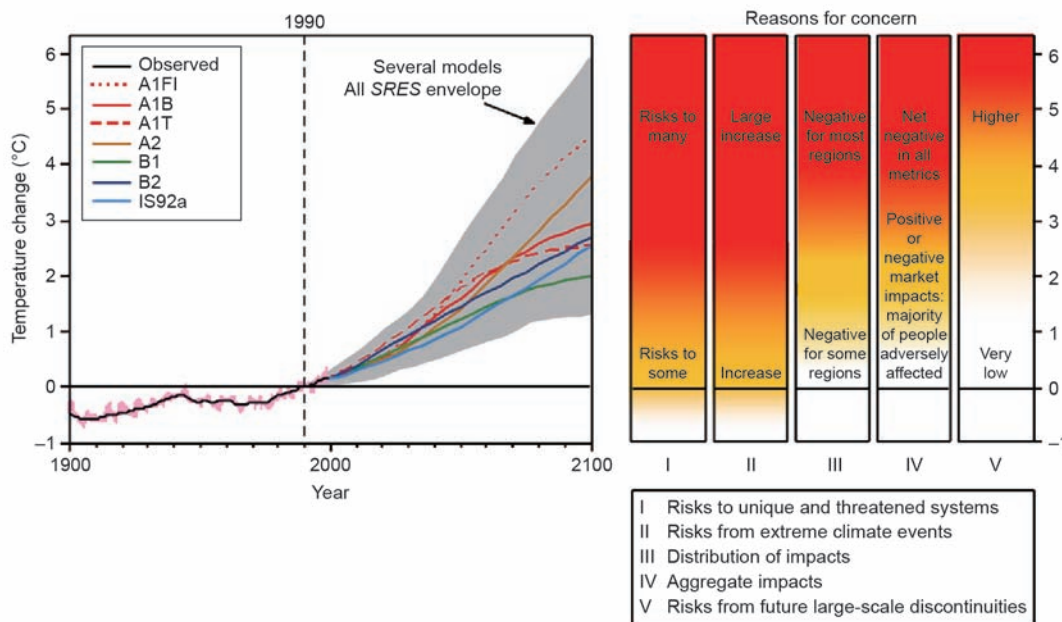 1990
6
5
4
3
2
1
0
–1
Temperature change (°C)
Observed
A1FI
A1B
A1T
A2
B1
B2
IS92a
Several models
All SRES envelope
1900
2000
2100
Year
Reasons for concern
Risks to
many
Risks to
some
Large
increase
Increase
Negative
for most
regions
Negative
for some
regions
Net
negative
in all
metrics
Positive
or
negative
market
impacts:
majority
of people
adversely
affected
Higher
Very
low
6
5
4
3
2
1
0
–1
I
II
III
IV
V
I Risks to unique and threatened systems
II Risks from extreme climate events
III Distribution of impacts
IV Aggregate impacts
V Risks from future large-scale discontinuities